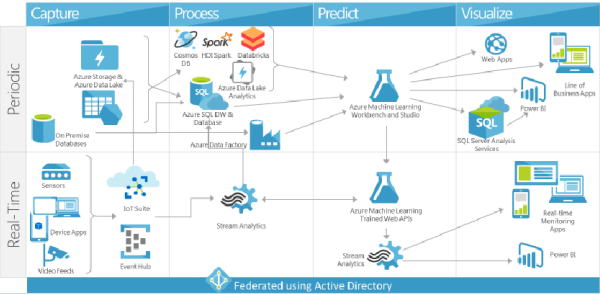 Capture
Process
Predict
Visualize
Periodic
Azure Storage &
Azure Data Lake
On Premise
Databases
Cosmos
DB
Spark
HDI Spark
Databricks
Azure Data Lake
Analytics
SQL
Azure SQL DW &
Database
Azure Data Factory
Azure Machine Learning
Workbench and Studio
Web Apps
Line of
Business Apps
Power BI
SQL
SQL Server Analysis
Services
Real-Time
Sensors
Device Apps
Video Feeds
IoT Suite
Event Hub
Stream Analytics
Azure Machine Learning
Trained Web APIs
Stream
Analytics
Real-time
Monitoring
Apps
Power BI
Federated using Active Directory